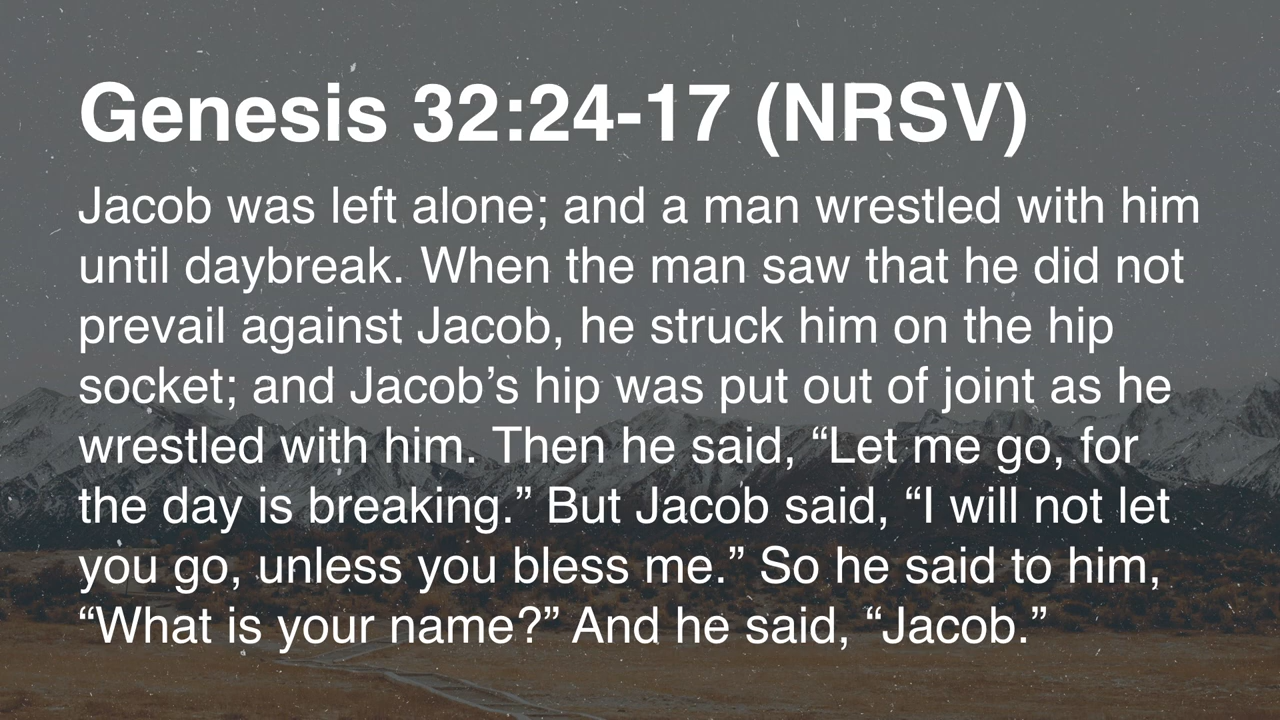 Genesis 32:24-17 (NRSV)
Jacob was left alone; and a man wrestled with him
until daybreak. When the man saw that he did not
prevail against Jacob, he struck him on the hip
socket; and Jacob’s hip was put out of joint as he
wrestled with him. Then he said, “Let me go, for
the day is breaking.” But Jacob said, “I will not let
you go, unless you bless me.” So he said to him,
“What is your name?” And he said, “Jacob.”